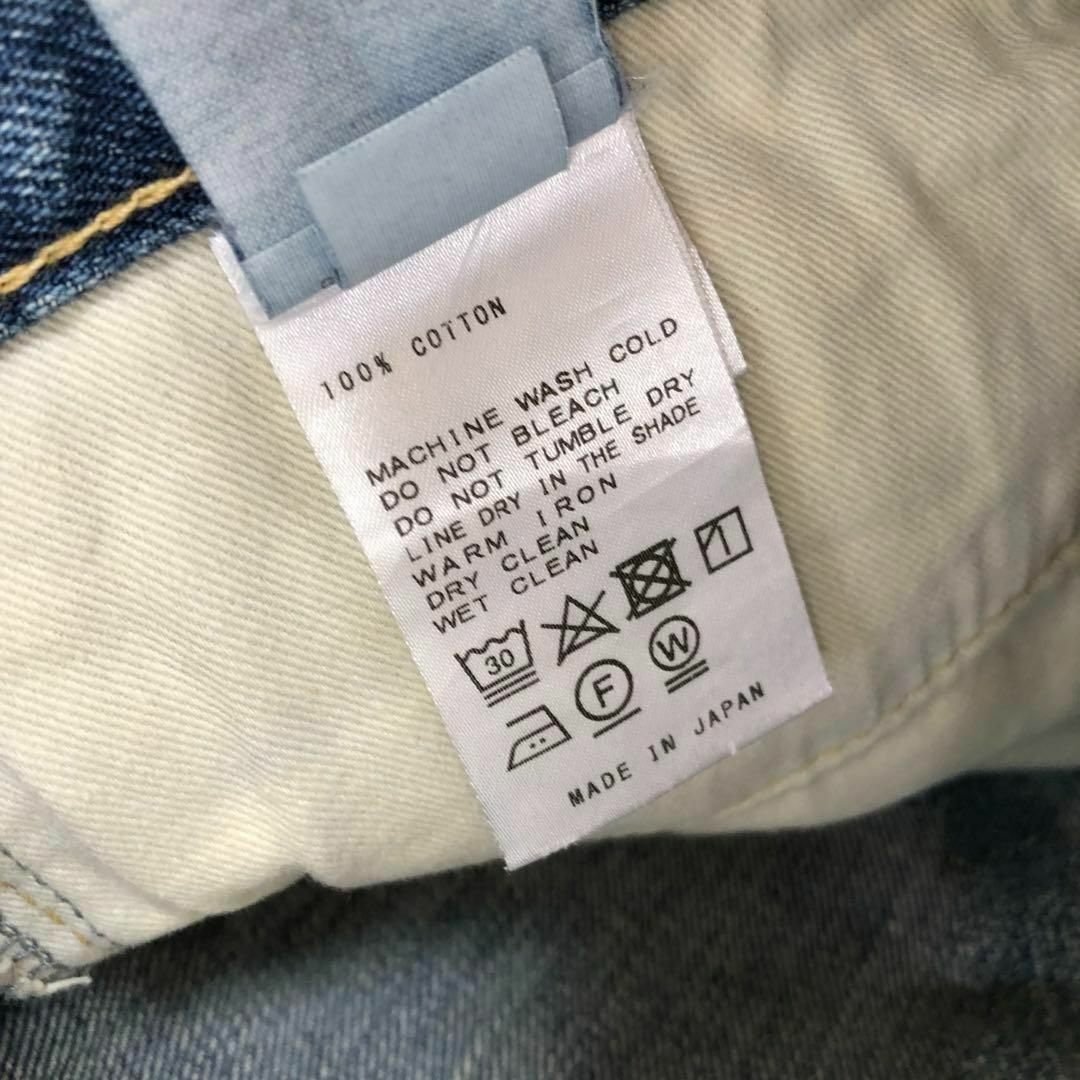 100% COTTON
MACHINE WASH COLD
DO NOT BLEACH
DO NOT TUMBLE DRY
LINE DRY IN THE SHADE
WARM IRON
DRY CLEAN
WET CLEAN
30
F W
MADE IN JAPAN